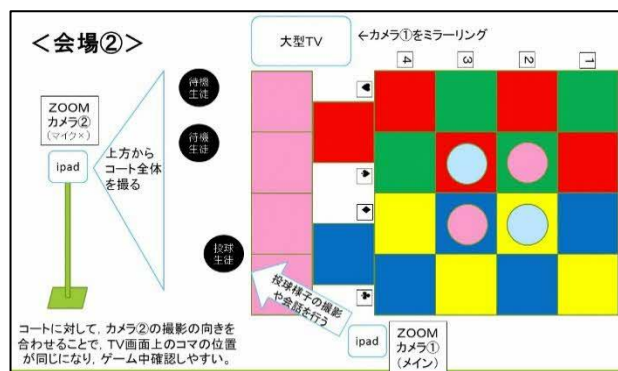 ＜会場②＞
大型TV
←カメラ①をミラーリング
4
3
2
1
待機
生徒
ZOOM
カメラ②
(マイク×)
ipad
上方から
コート全体
を撮る
待機
生徒
♥
♠
♦
♣
投球
生徒
投球様子の撮影
や会話を行う
コートに対して，カメラ②の撮影の向きを
合わせることで，TV画面上のコマの位置
が同じになり，ゲーム中確認しやすい。
ipad
ZOOM
カメラ①
(メイン)